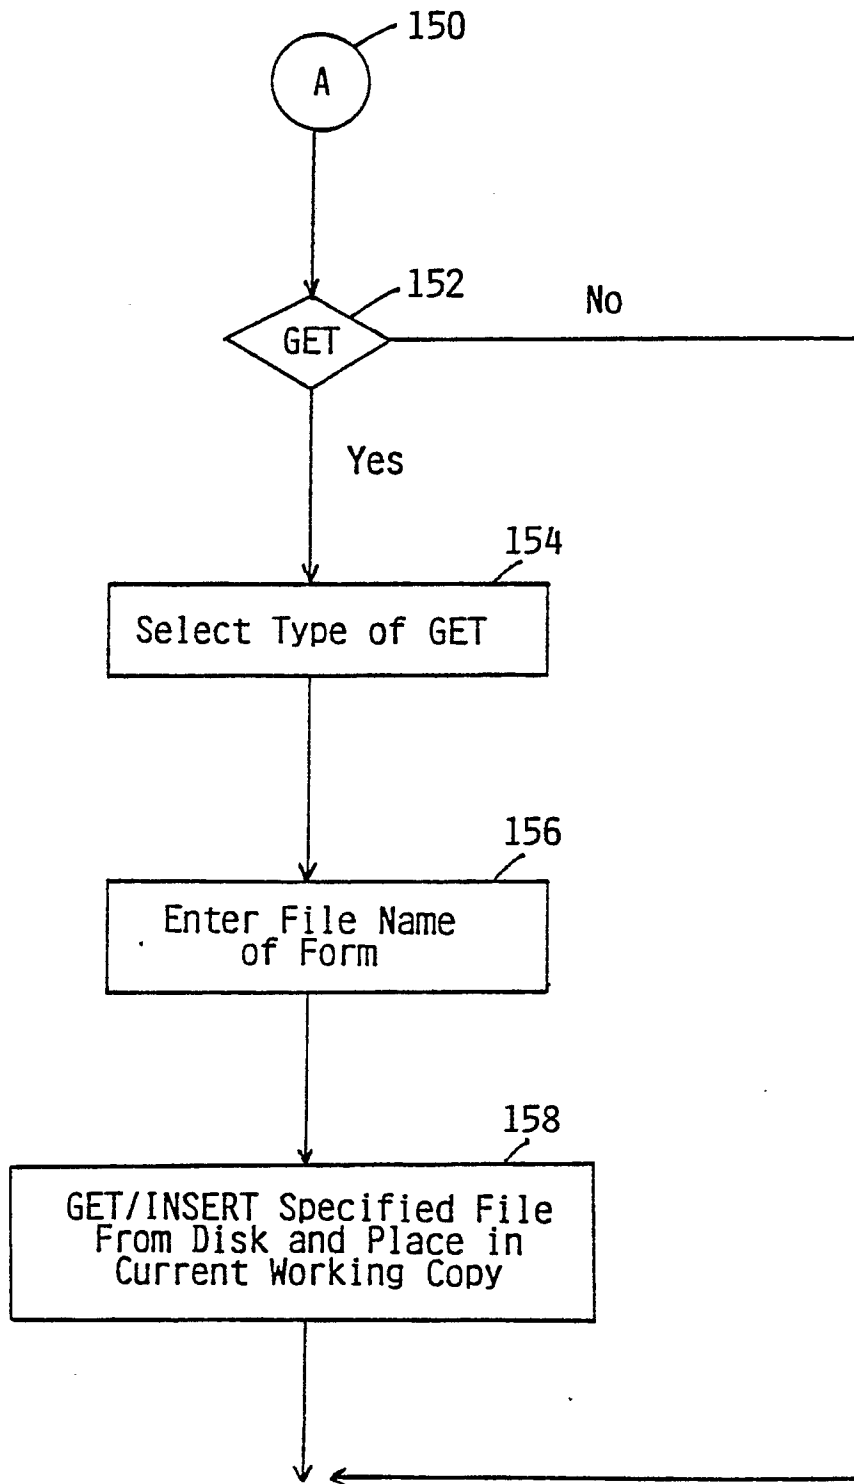 150
A
152
No
GET
Yes
154
Select Type of GET
156
Enter File Name
of Form
158
GET/INSERT Specified File
From Disk and Place in
Current Working Copy